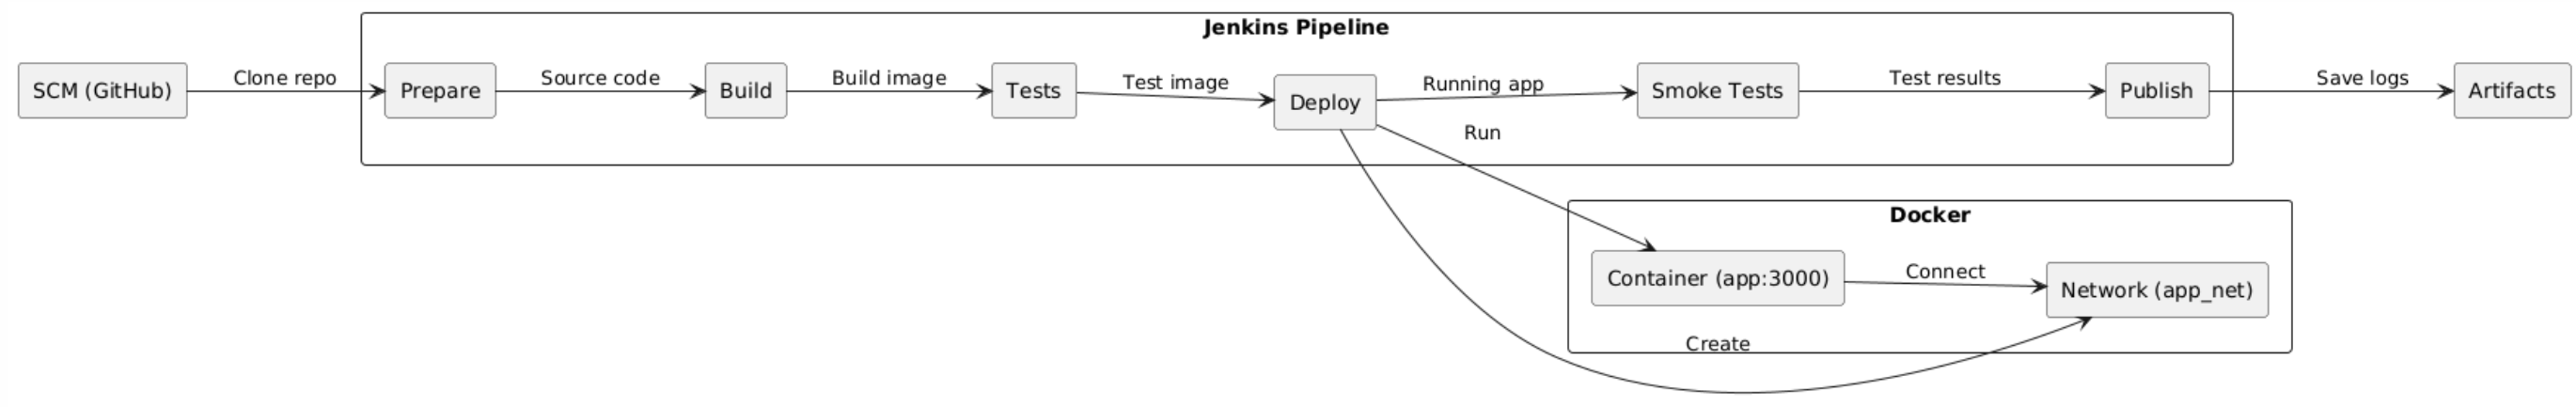 Jenkins Pipeline
SCM (GitHub)
Clone repo
Prepare
Source code
Build
Build image
Tests
Test image
Deploy
Running app
Smoke Tests
Test results
Publish
Save logs
Artifacts
Run
Docker
Container (app:3000)
Connect
Network (app_net)
Create